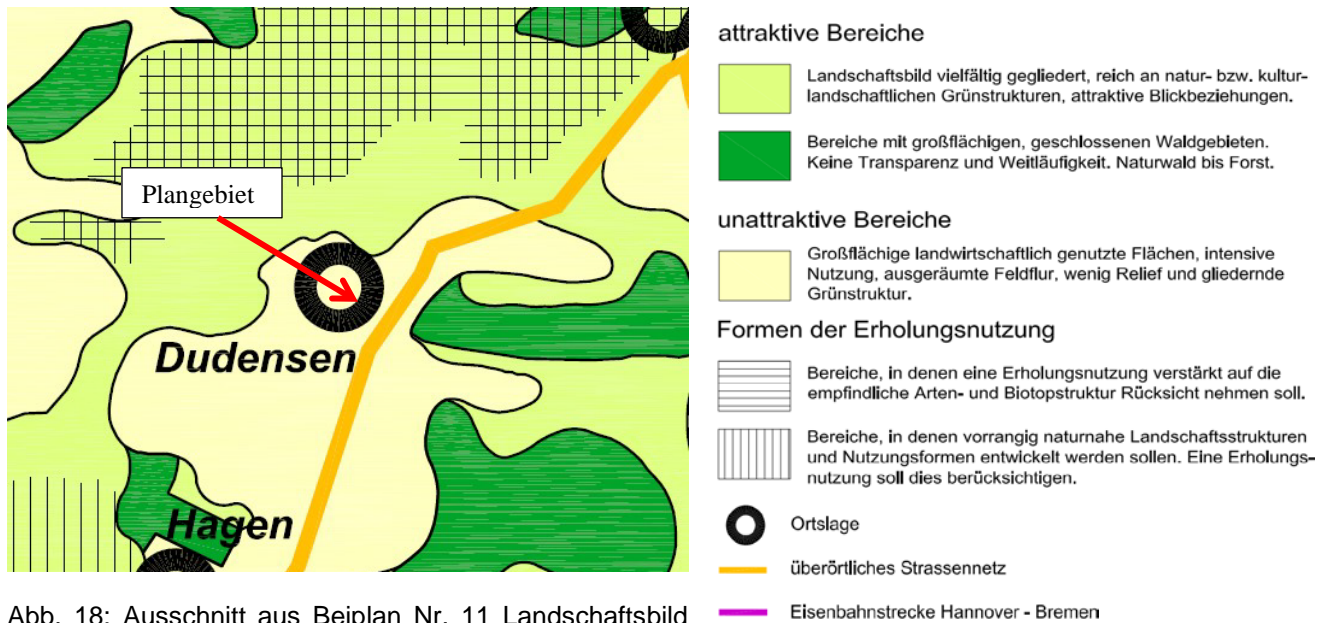 Plangebiet
Dudensen
Hagen
Abb. 18: Ausschnitt aus Beiplan Nr. 11 Landschaftsbild
attraktive Bereiche
Landschaftsbild vielfältig gegliedert, reich an natur- bzw. kultur-
landschaftlichen Grünstrukturen, attraktive Blickbeziehungen.
Bereiche mit großflächigen, geschlossenen Waldgebieten.
Keine Transparenz und Weitläufigkeit. Naturwald bis Forst.
unattraktive Bereiche
Großflächige landwirtschaftlich genutzte Flächen, intensive
Nutzung, ausgeräumte Feldflur, wenig Relief und gliedernde
Grünstruktur.
Formen der Erholungsnutzung
Bereiche, in denen eine Erholungsnutzung verstärkt auf die
empfindliche Arten- und Biotopstruktur Rücksicht nehmen soll.
Bereiche, in denen vorrangig naturnahe Landschaftsstrukturen
und Nutzungsformen entwickelt werden sollen. Eine Erholungs-
nutzung soll dies berücksichtigen.
Ortslage
überörtliches Strassennetz
Eisenbahnstrecke Hannover - Bremen